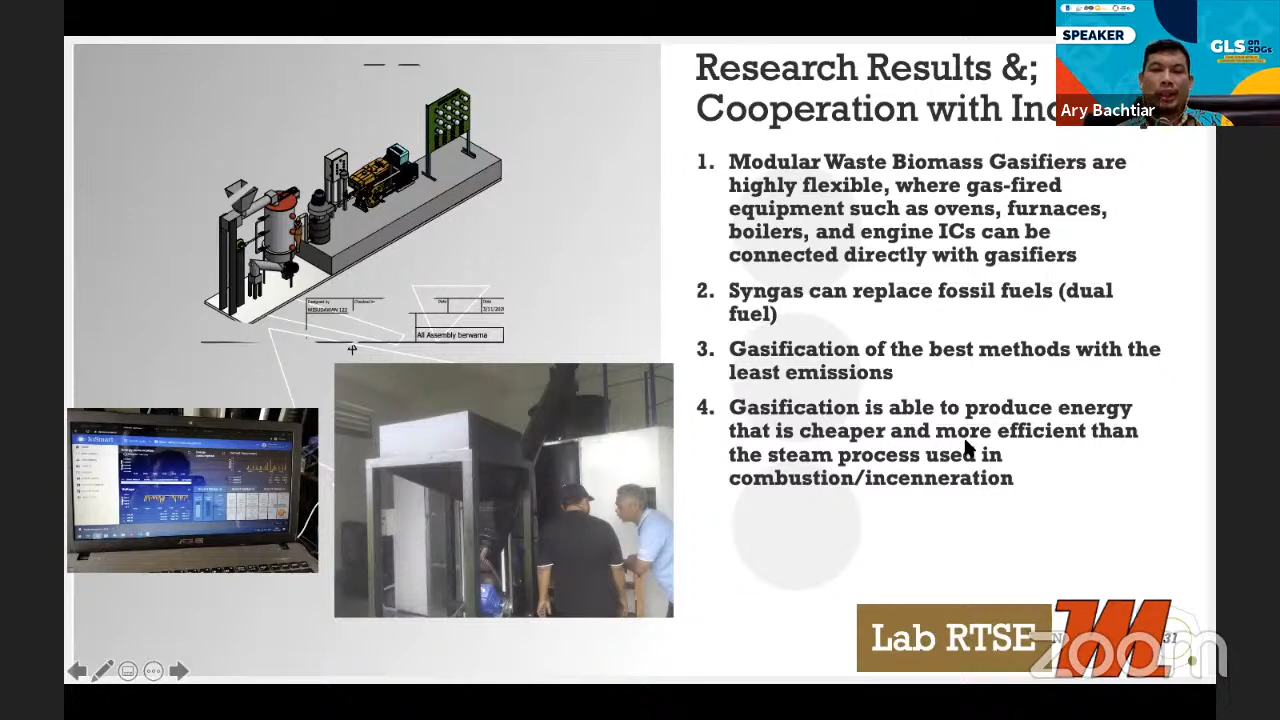 SPEAKER
GLS on SDGs
Ary Bachtiar
Research Results &;
Cooperation with
1. Modular Waste Biomass Gasifiers are
highly flexible, where gas-fired
equipment such as ovens, furnaces,
boilers, and engine ICs can be
connected directly with gasifiers
2. Syngas can replace fossil fuels (dual
fuel)
3. Gasification of the best methods with the
least emissions
4. Gasification is able to produce energy
that is cheaper and more efficient than
the steam process used in
combustion/incenneration
Designed by
Checked by
Date
Date
All Assembly berwarna
ASUS
Lab RTSE
31
zoom